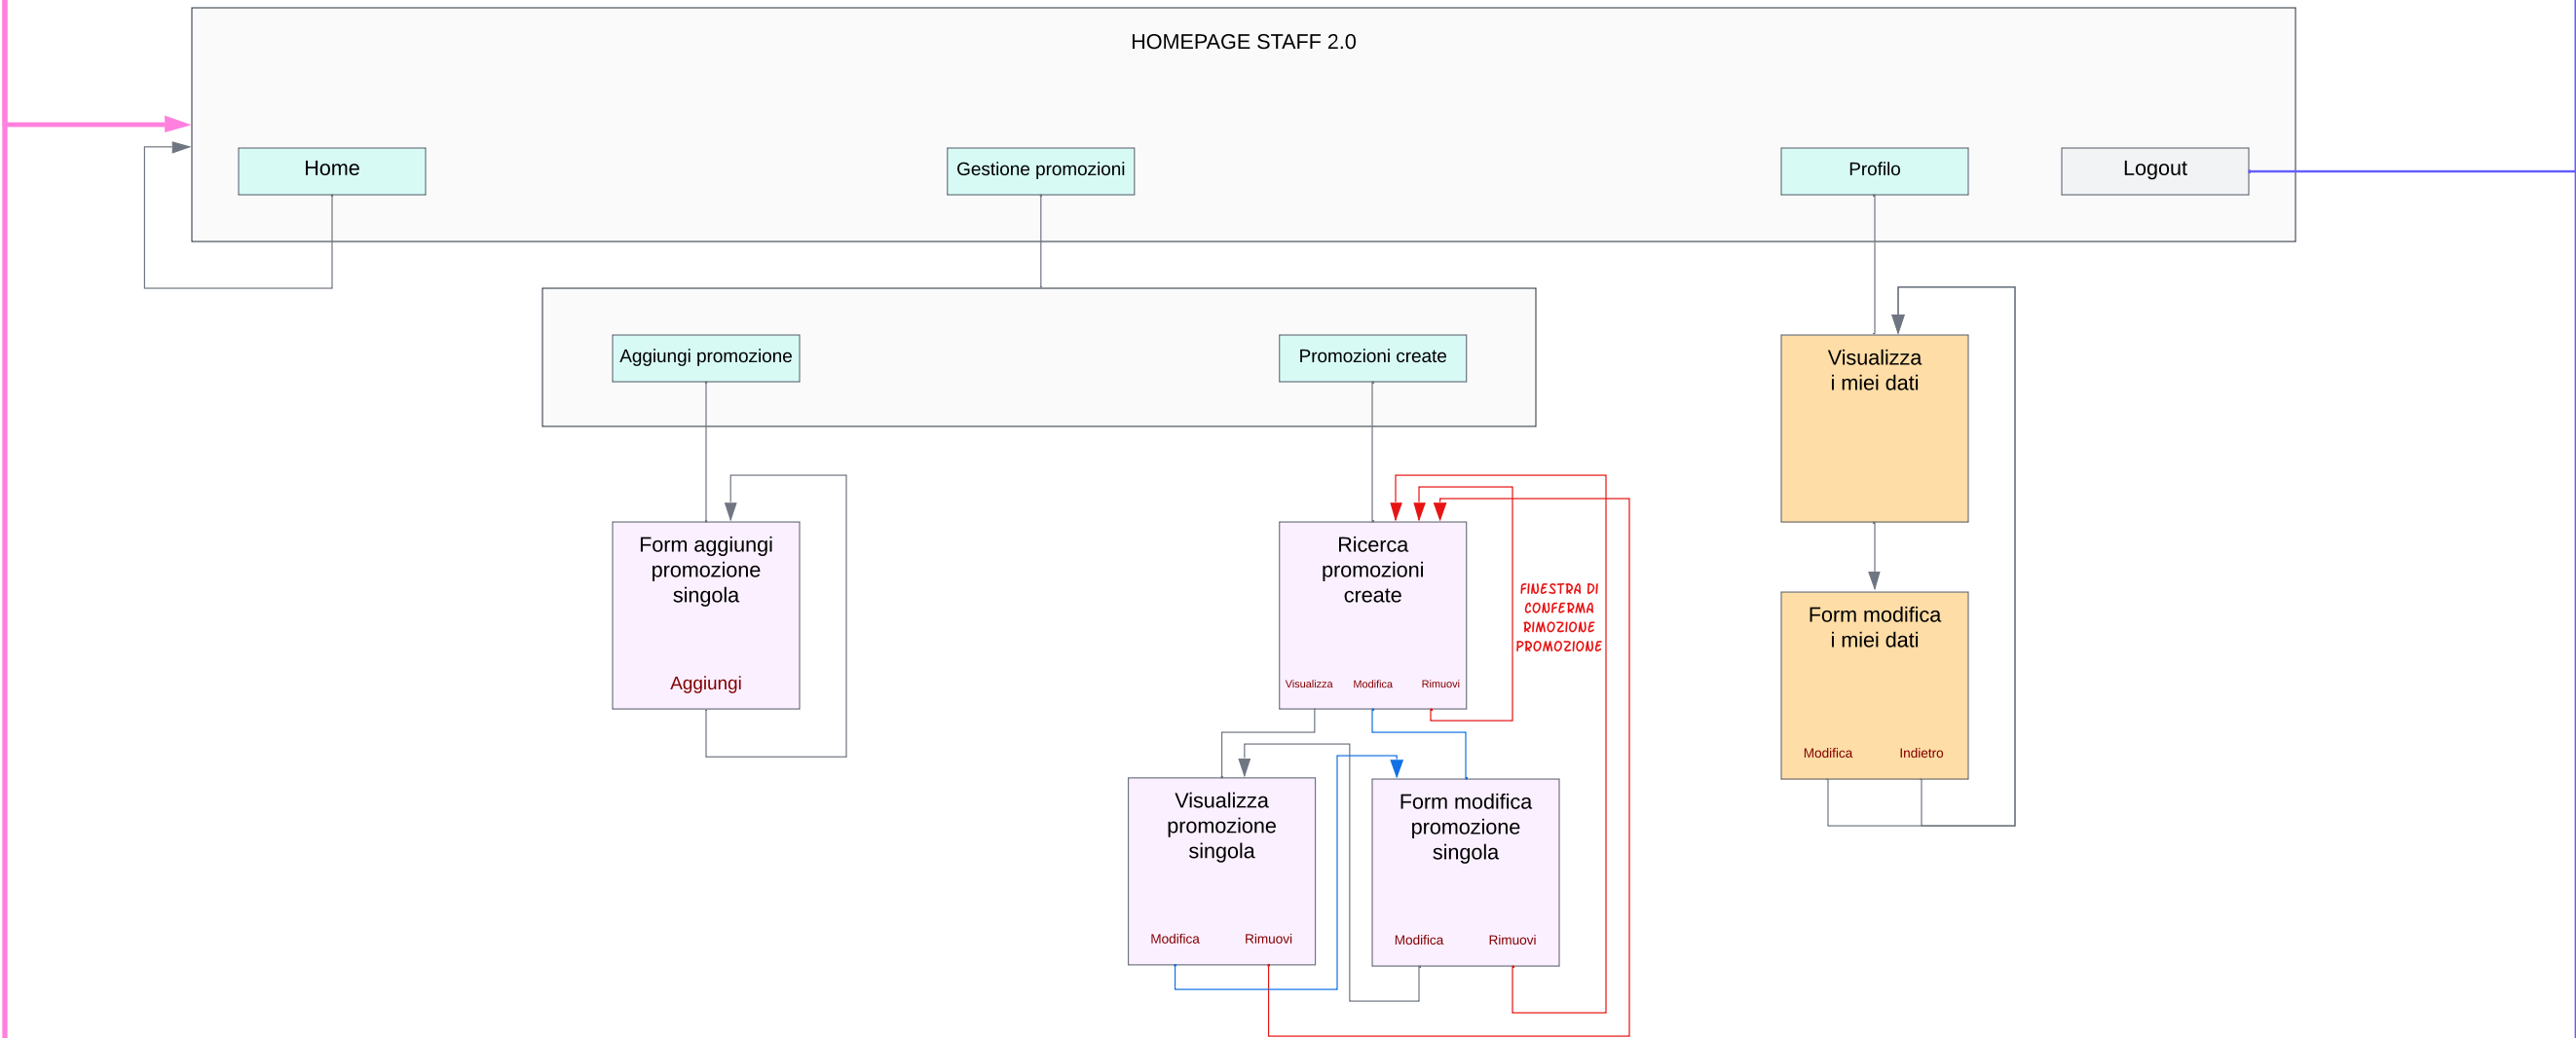 HOMEPAGE STAFF 2.0
Home
Gestione promozioni
Profilo
Logout
Aggiungi promozione
Promozioni create
Visualizza
i miei dati
Form aggiungi
promozione
singola
Aggiungi
Ricerca
promozioni
create
Visualizza
Modifica
Rimuovi
FINESTRA DI
CONFERMA
RIMOZIONE
PROMOZIONE
Form modifica
i miei dati
Modifica
Indietro
Visualizza
promozione
singola
Modifica
Rimuovi
Form modifica
promozione
singola
Modifica
Rimuovi